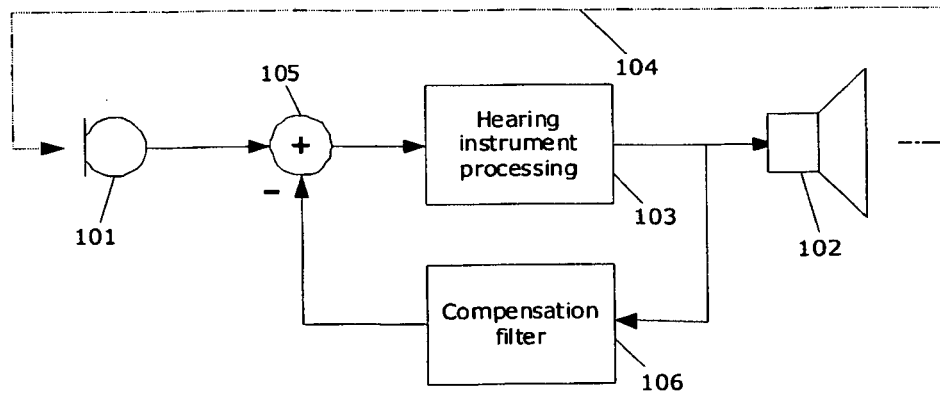 104
105
+
Hearing
instrument
processing
-
101
103
102
Compensation
filter
106